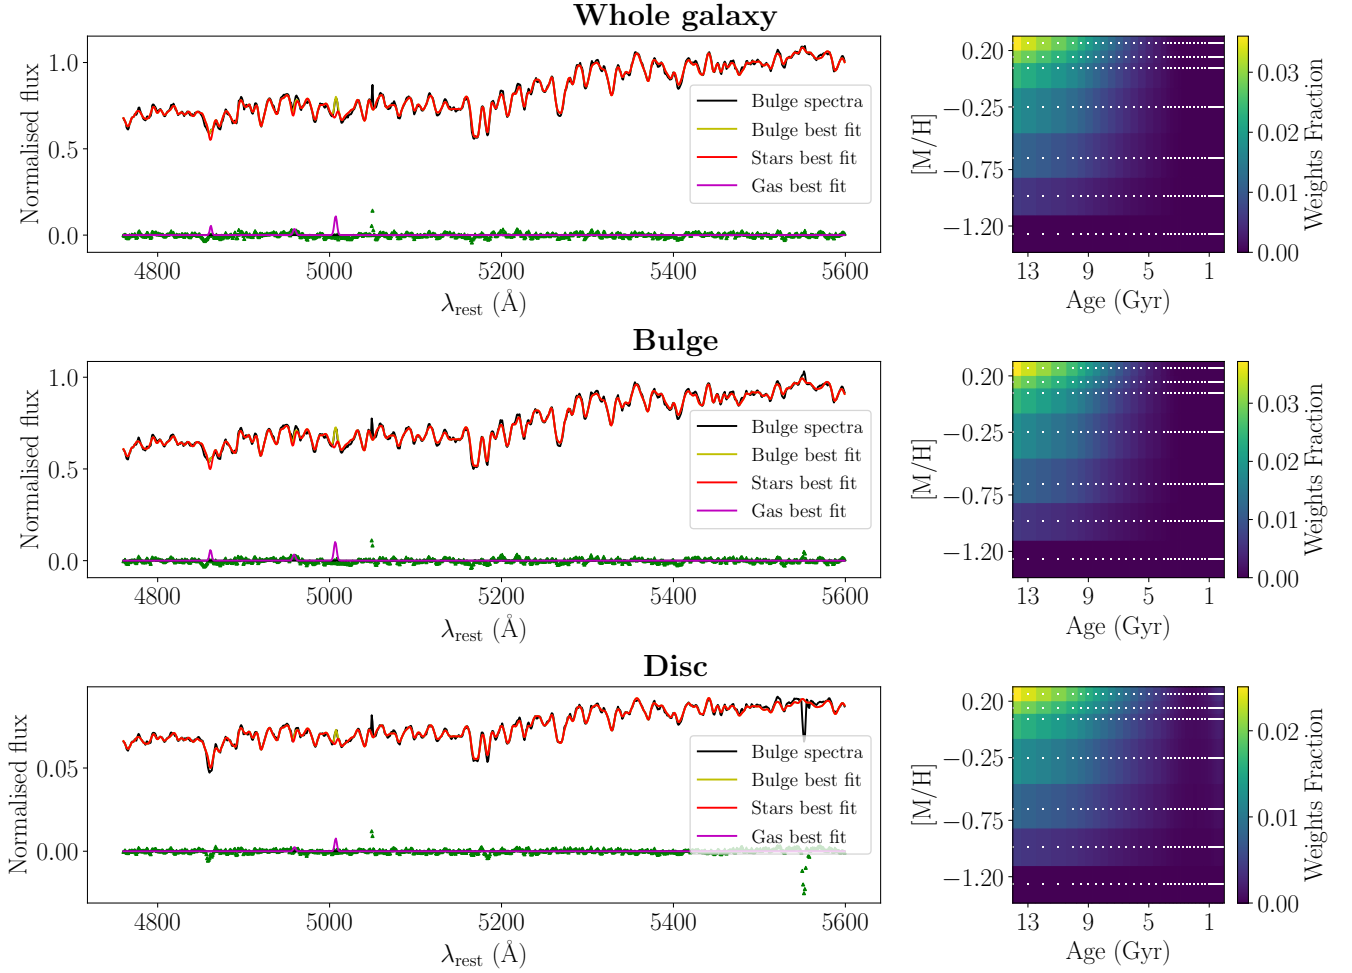 Whole galaxy
Normalised flux
1.0
0.5
0.0
Bulge spectra
Bulge best fit
Stars best fit
Gas best fit
4800 5000 5200 5400 5600
λrest (Å)
[M/H]
0.20
−0.25
−0.75
−1.20
13 9 5 1
Age (Gyr)
0.03
0.02
0.01
0.00
Weights Fraction
Bulge
Normalised flux
1.0
0.5
0.0
Bulge spectra
Bulge best fit
Stars best fit
Gas best fit
4800 5000 5200 5400 5600
λrest (Å)
[M/H]
0.20
−0.25
−0.75
−1.20
13 9 5 1
Age (Gyr)
0.03
0.02
0.01
0.00
Weights Fraction
Disc
Normalised flux
0.05
0.00
Bulge spectra
Bulge best fit
Stars best fit
Gas best fit
4800 5000 5200 5400 5600
λrest (Å)
[M/H]
0.20
−0.25
−0.75
−1.20
13 9 5 1
Age (Gyr)
0.02
0.01
0.00
Weights Fraction